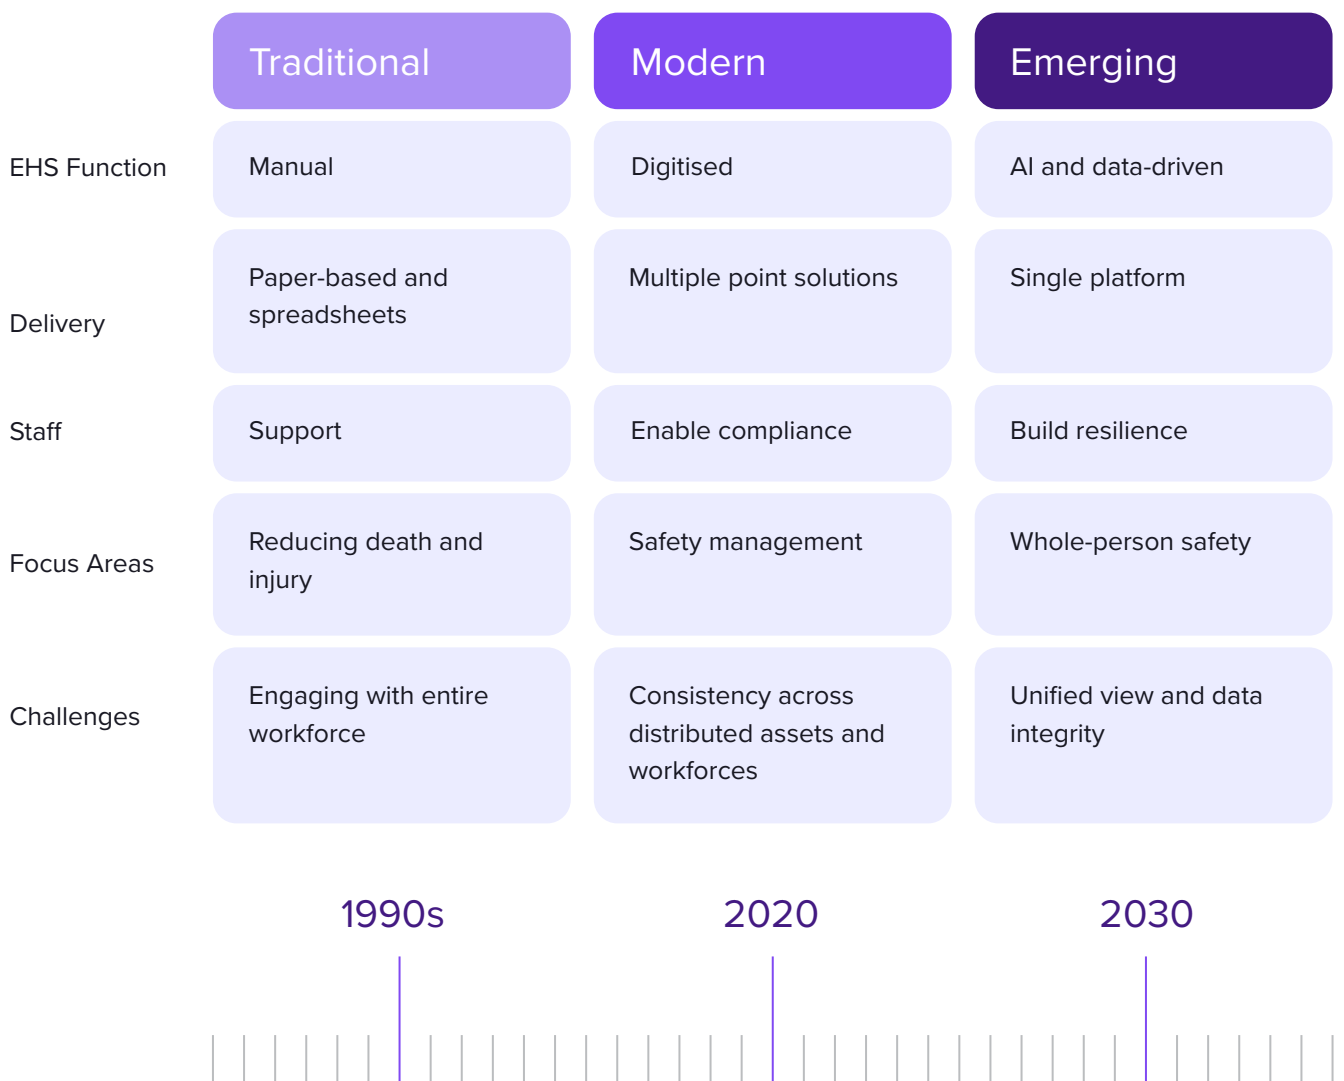 Traditional
Modern
Emerging
EHS Function
Manual
Digitised
AI and data-driven
Delivery
Paper-based and
spreadsheets
Multiple point solutions
Single platform
Staff
Support
Enable compliance
Build resilience
Focus Areas
Reducing death and
injury
Safety management
Whole-person safety
Challenges
Engaging with entire
workforce
Consistency across
distributed assets and
workforces
Unified view and data
integrity
1990s
2020
2030